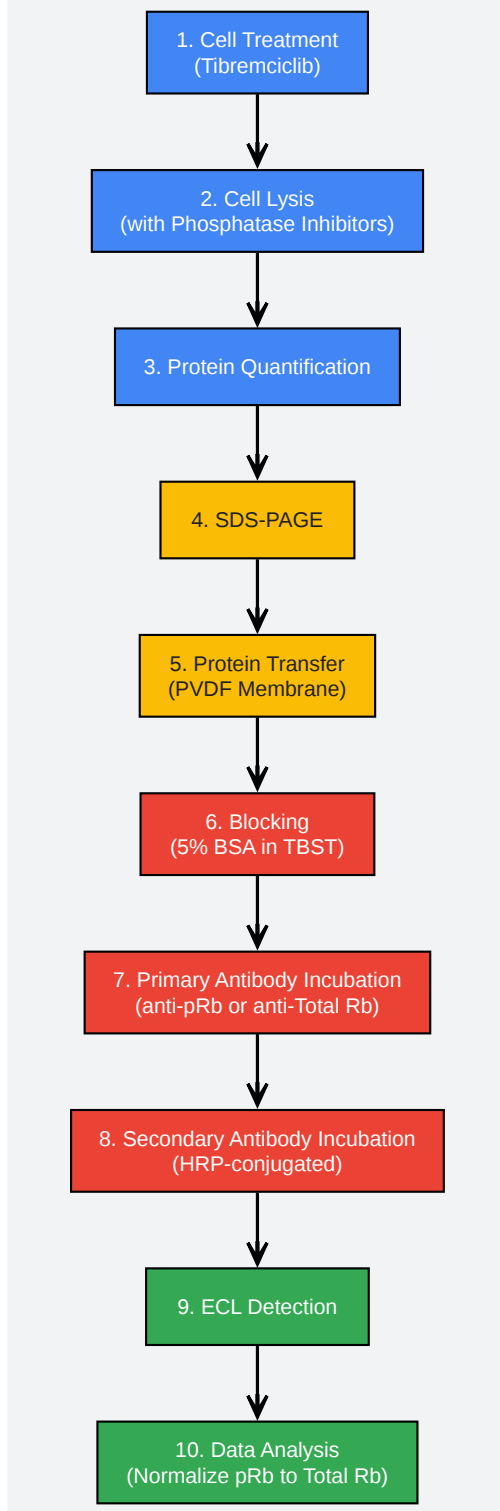 1. Cell Treatment
(Tibremciclib)
2. Cell Lysis
(with Phosphatase Inhibitors)
3. Protein Quantification
4. SDS-PAGE
5. Protein Transfer
(PVDF Membrane)
6. Blocking
(5% BSA in TBST)
7. Primary Antibody Incubation
(anti-pRb or anti-Total Rb)
8. Secondary Antibody Incubation
(HRP-conjugated)
9. ECL Detection
10. Data Analysis
(Normalize pRb to Total Rb)